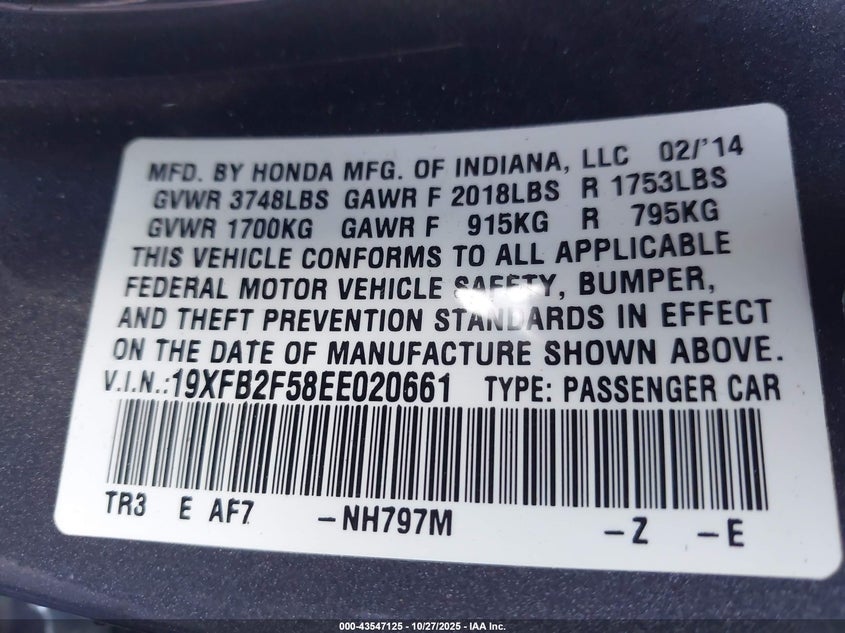 MFD. BY HONDA MFG. OF INDIANA, LLC 02/'14
GVWR 3748LBS GAWR F 2018LBS R 1753LBS
GVWR 1700KG GAWR F 915KG R 795KG
THIS VEHICLE CONFORMS TO ALL APPLICABLE
FEDERAL MOTOR VEHICLE SAFETY, BUMPER,
AND THEFT PREVENTION STANDARDS IN EFFECT
ON THE DATE OF MANUFACTURE SHOWN ABOVE.
V.I.N.:19XFB2F58EE020661 TYPE: PASSENGER CAR
TR3 E AF7 -NH797M -Z -E
000-43547125 - 10/27/2025 - IAA Inc.